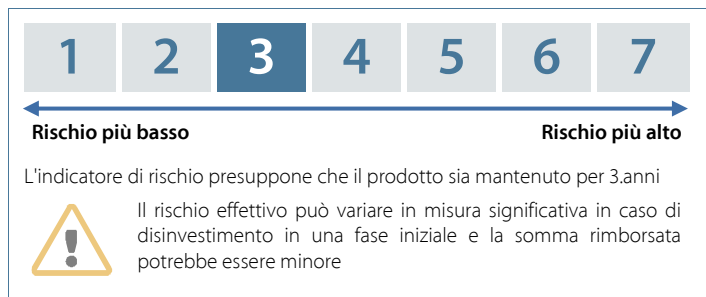 1 2 3 4 5 6 7
Rischio più basso Rischio più alto
L'indicatore di rischio presuppone che il prodotto sia mantenuto per 3.anni
Il rischio effettivo può variare in misura significativa in caso di
disinvestimento in una fase iniziale e la somma rimborsata
potrebbe essere minore